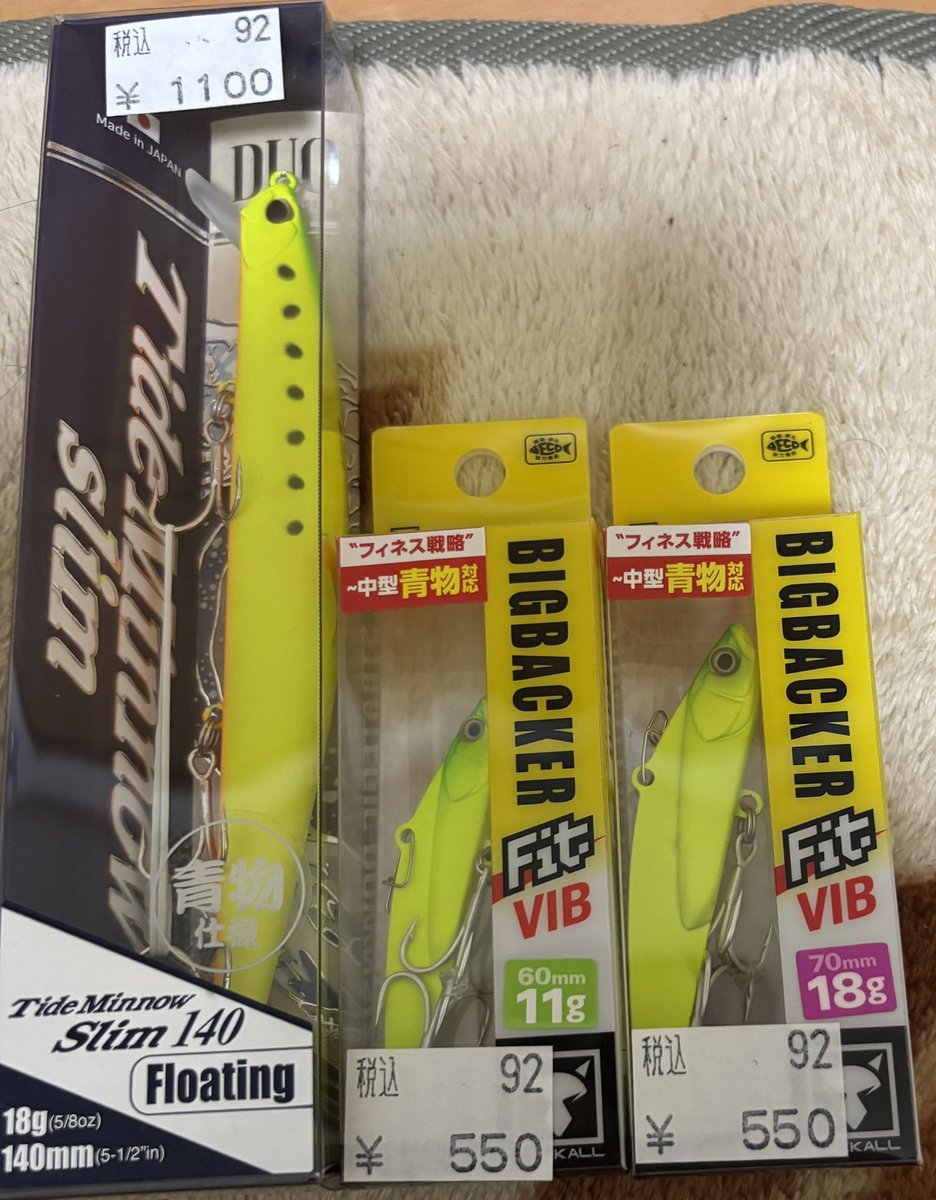 税込 92
¥ 1100
Made in JAPAN
DUO
Tide Minnow
slim
青物
仕様
Tide Minnow
Slim 140
Floating
18g (5/8oz)
140mm (5-1/2"in)
"フィネス戦略"
~中型青物対応
BIGBACKER
Fit
VIB
60mm
11g
税込 92
¥ 550
KALL
"フィネス戦略"
~中型青物対応
BIGBACKER
Fit
VIB
70mm
18g
税込 92
¥ 550
CKALL